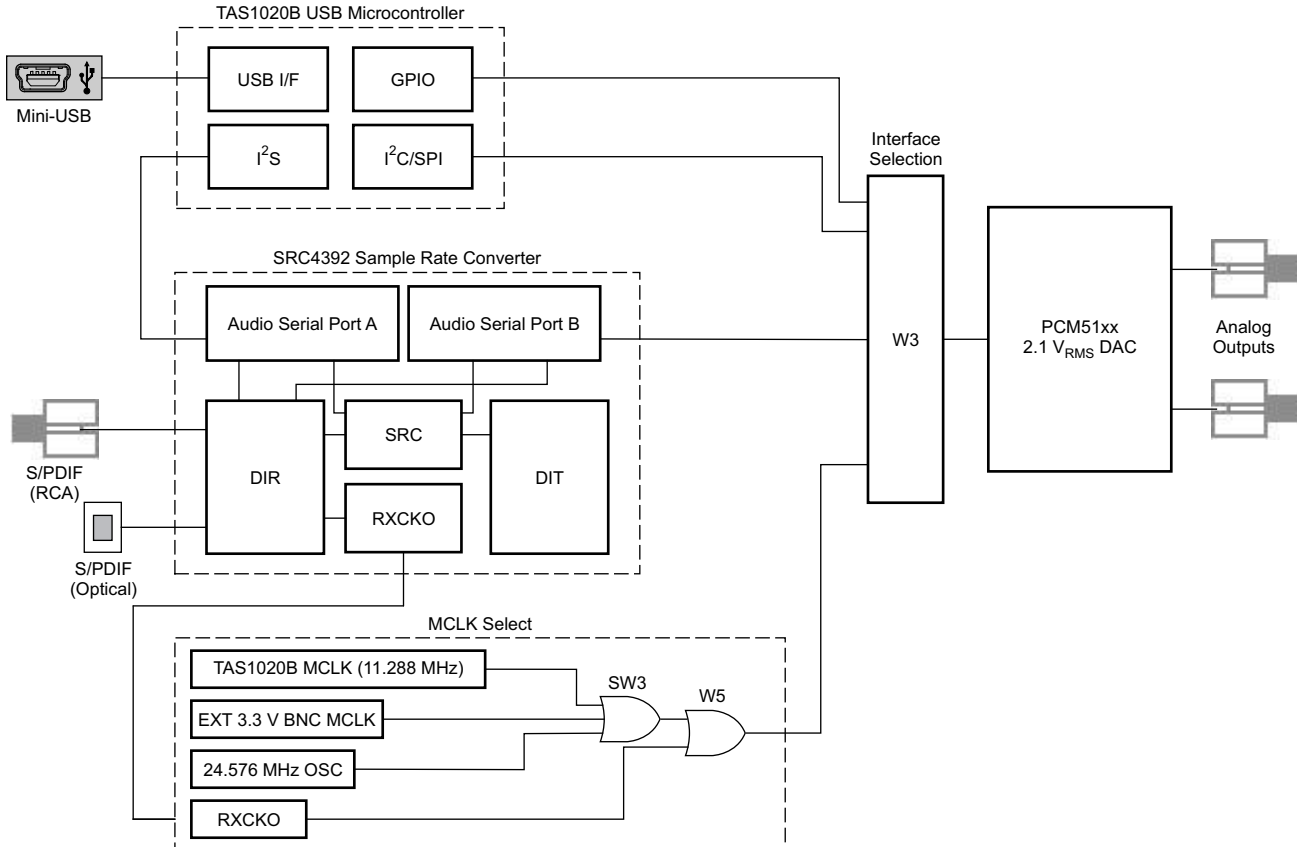 TAS1020B USB Microcontroller
USB I/F
GPIO
Mini-USB
I²S
I²C/SPI
Interface
Selection
SRC4392 Sample Rate Converter
Audio Serial Port A
Audio Serial Port B
W3
PCM51xx
2.1 V_RMS DAC
Analog
Outputs
SRC
DIR
DIT
S/PDIF
(RCA)
RXCKO
S/PDIF
(Optical)
MCLK Select
TAS1020B MCLK (11.288 MHz)
SW3
W5
EXT 3.3 V BNC MCLK
24.576 MHz OSC
RXCKO